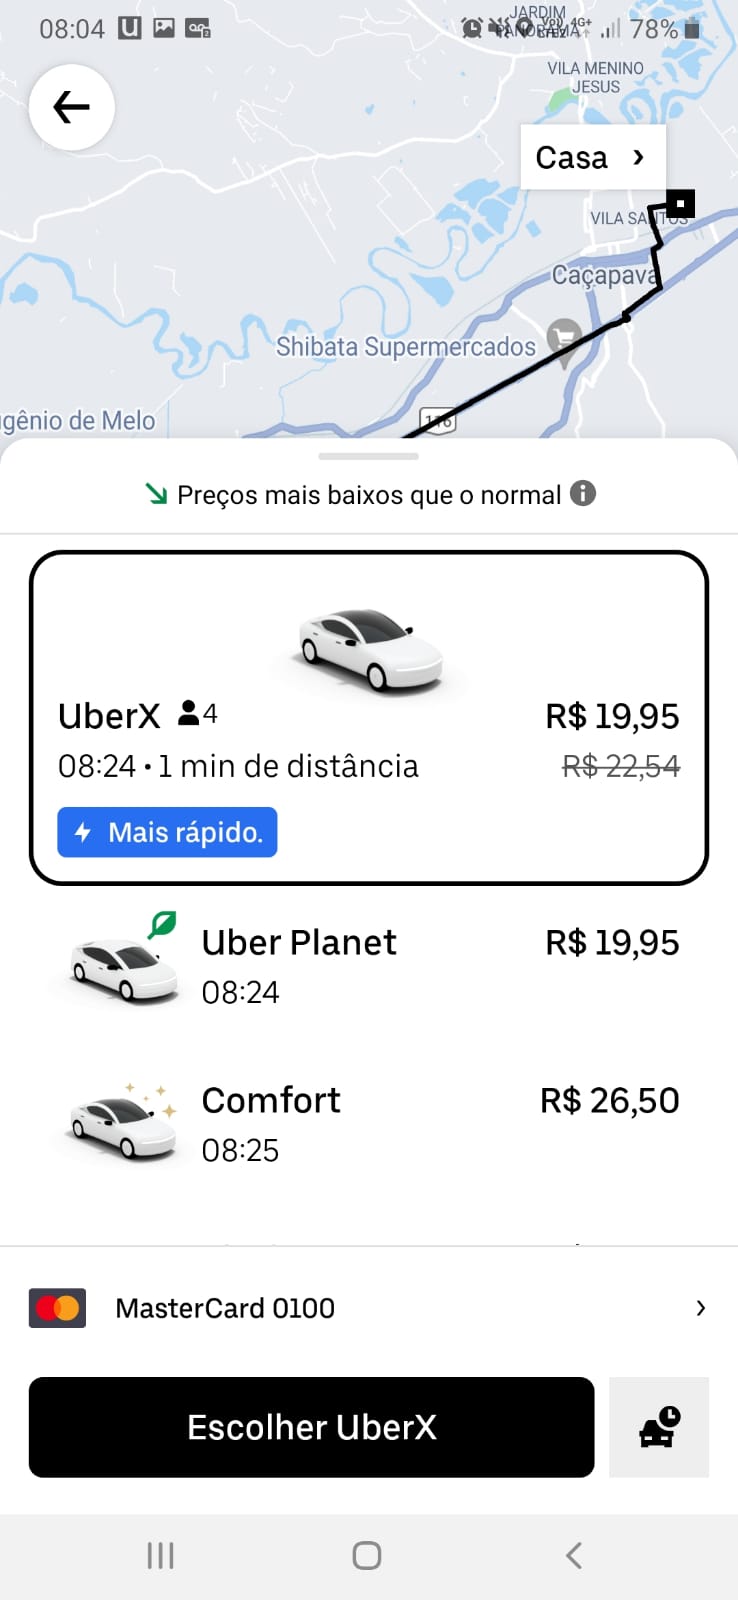 08:04
78%
JARDIM
PANORAMA
VILA MENINO
JESUS
Casa
VILA SANTOS
Caçapava
Shibata Supermercados
116
gênio de Melo
Preços mais baixos que o normal
UberX 4
R$ 19,95
08:24 • 1 min de distância
R$ 22,54
Mais rápido.
Uber Planet
R$ 19,95
08:24
Comfort
R$ 26,50
08:25
MasterCard 0100
Escolher UberX